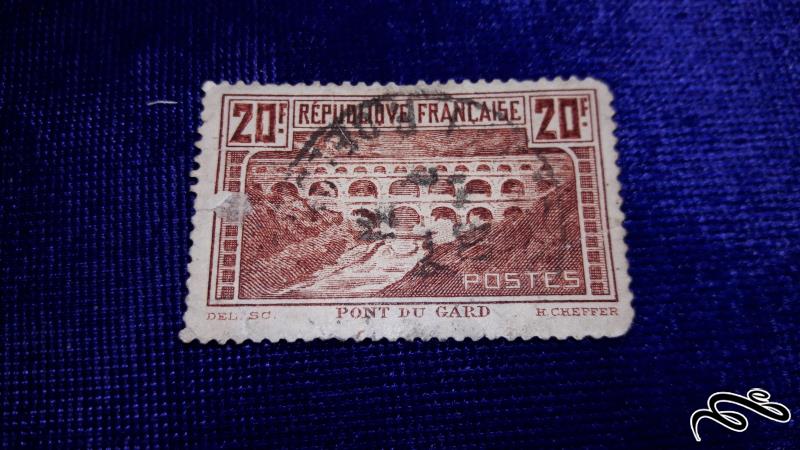 20F RÉPUBLIQUE FRANÇAISE 20F
POSTES
DEL. SC. PONT DU GARD H. CHEFFER